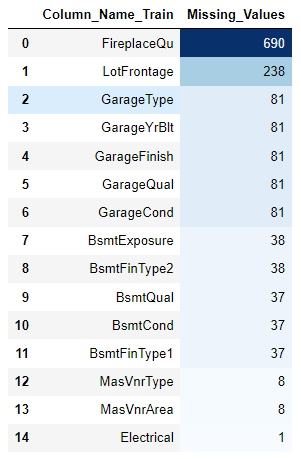 Column_Name_Train Missing_Values
0 FireplaceQu 690
1 LotFrontage 238
2 GarageType 81
3 GarageYrBlt 81
4 GarageFinish 81
5 GarageQual 81
6 GarageCond 81
7 BsmtExposure 38
8 BsmtFinType2 38
9 BsmtQual 37
10 BsmtCond 37
11 BsmtFinType1 37
12 MasVnrType 8
13 MasVnrArea 8
14 Electrical 1